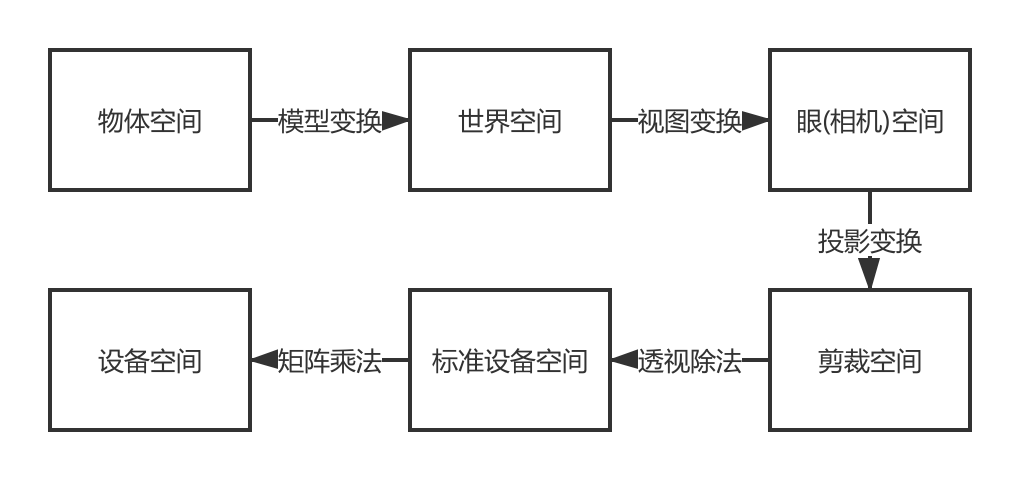 物体空间
模型变换
世界空间
视图变换
眼(相机)空间
投影变换
剪裁空间
透视除法
标准设备空间
矩阵乘法
设备空间